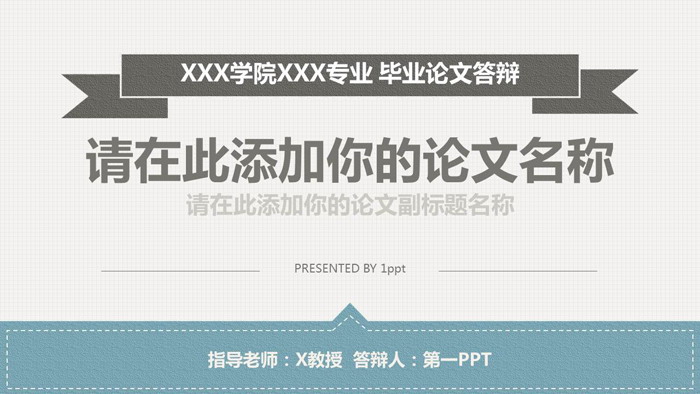 XXX学院XXX专业 毕业论文答辩
请在此添加你的论文名称
请在此添加你的论文副标题名称
PRESENTED BY 1ppt
指导老师：X教授 答辩人：第一PPT